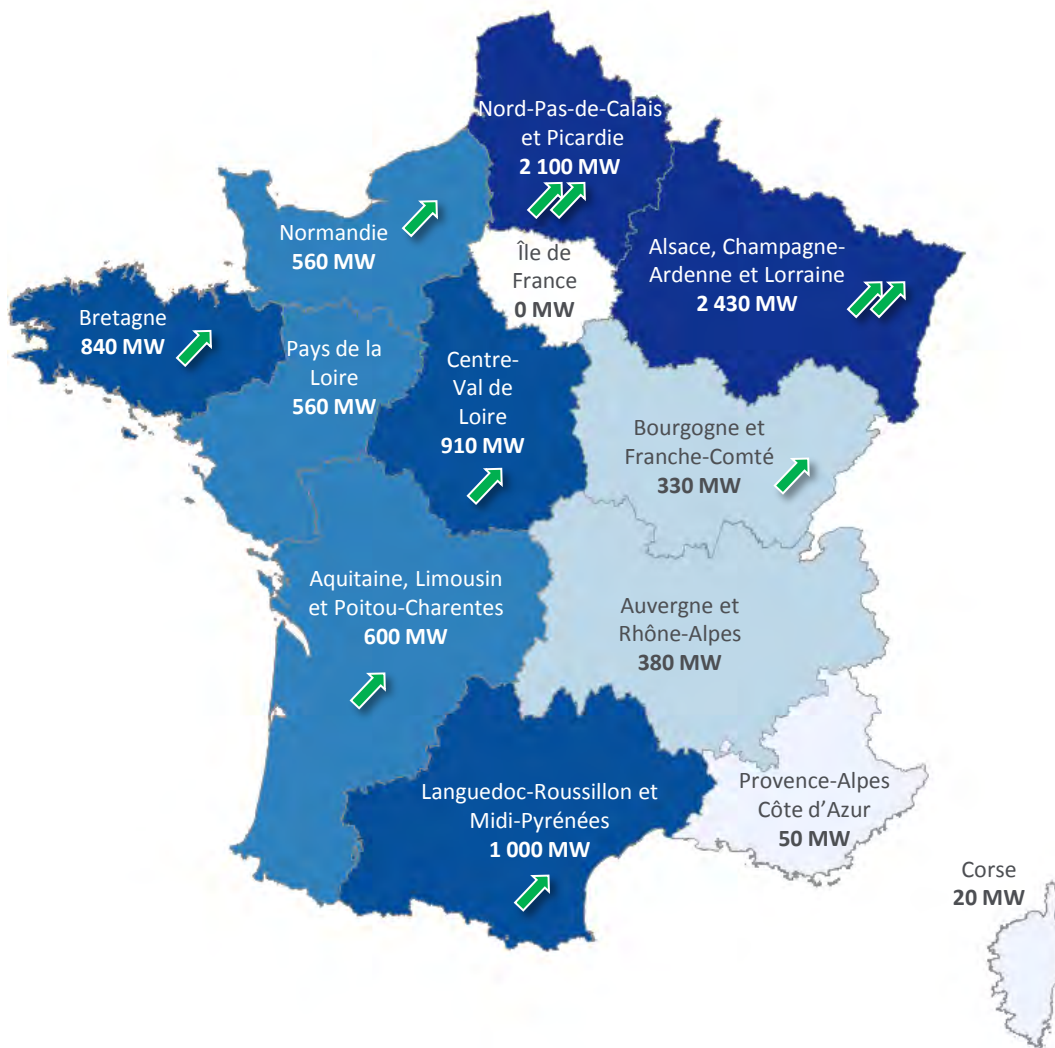 Nord-Pas-de-Calais
et Picardie
2 100 MW
Normandie
560 MW
Île de
France
0 MW
Alsace, Champagne-
Ardenne et Lorraine
2 430 MW
Bretagne
840 MW
Pays de la
Loire
560 MW
Centre-
Val de
Loire
910 MW
Bourgogne et
Franche-Comté
330 MW
Aquitaine, Limousin
et Poitou-Charentes
600 MW
Auvergne et
Rhône-Alpes
380 MW
Languedoc-Roussillon et
Midi-Pyrénées
1 000 MW
Provence-Alpes
Côte d’Azur
50 MW
Corse
20 MW